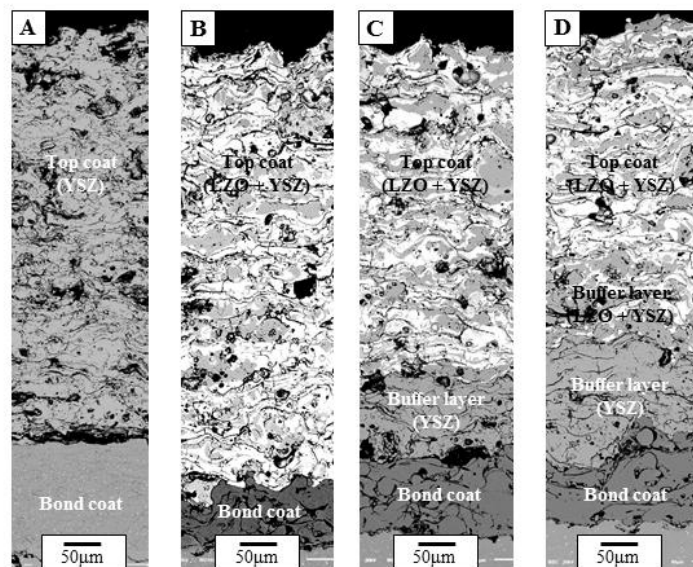 A
Top coat
(YSZ)
Bond coat
50μm
B
Top coat
(LZO + YSZ)
Bond coat
50μm
C
Top coat
(LZO + YSZ)
Buffer layer
(YSZ)
Bond coat
50μm
D
Top coat
(LZO + YSZ)
Buffer layer
(LZO + YSZ)
Buffer layer
(YSZ)
Bond coat
50μm